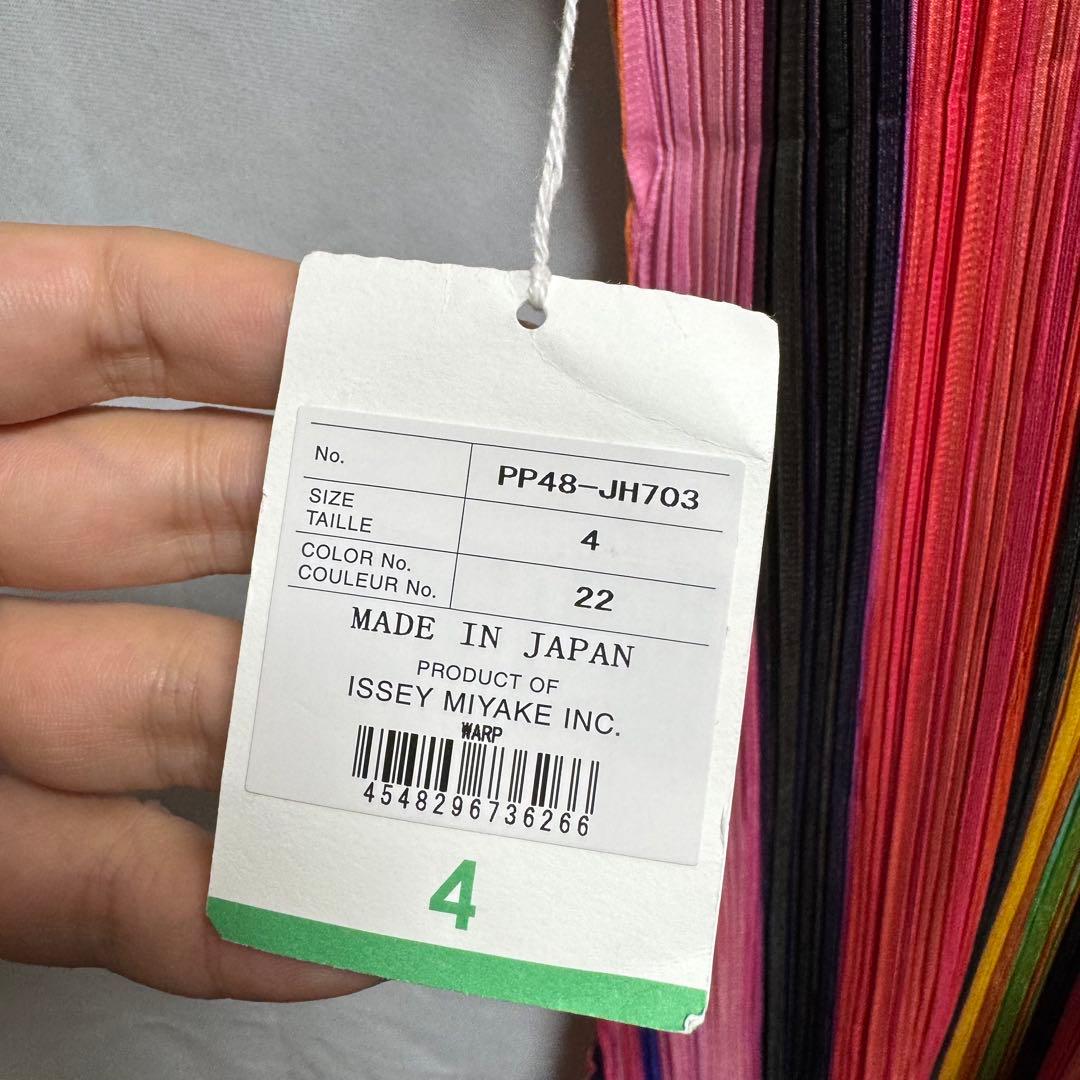 No. PP48-JH703
SIZE
TAILLE 4
COLOR No.
COULEUR No. 22
MADE IN JAPAN
PRODUCT OF
ISSEY MIYAKE INC.
WARP
4548296736266
4